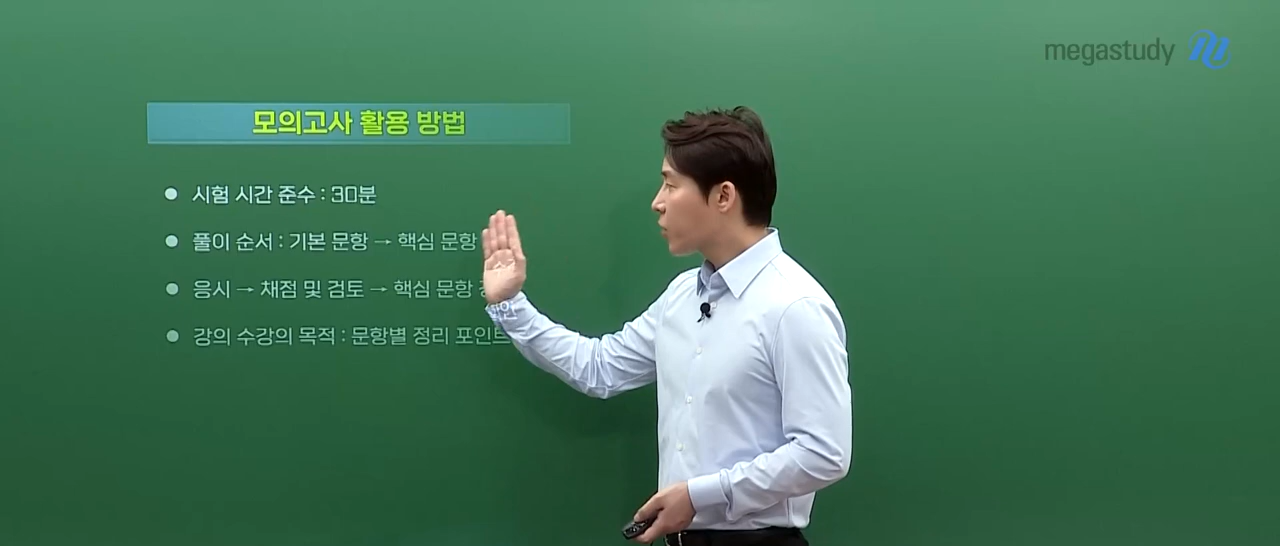 megastudy
모의고사 활용 방법
시험 시간 준수 : 30분
풀이 순서 : 기본 문항 → 핵심 문항
응시 → 채점 및 검토 → 핵심 문항
강의 수강의 목적 : 문항별 정리 포인트